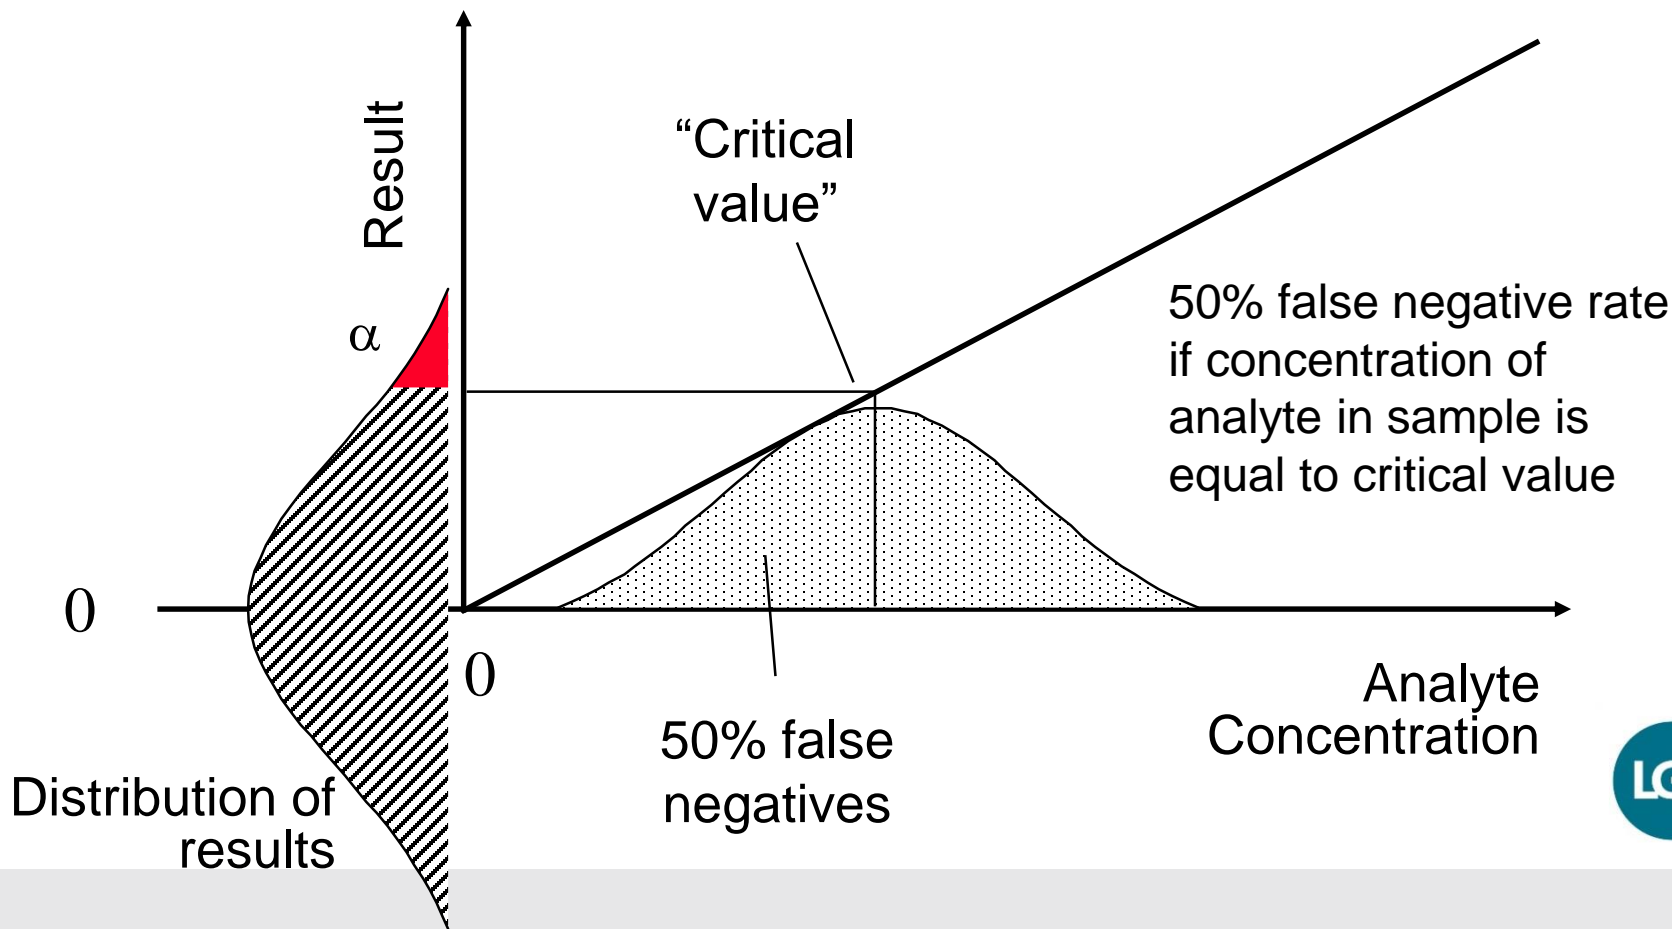 Result
“Critical
value”
α
50% false negative rate
if concentration of
analyte in sample is
equal to critical value
0
0
Analyte
Concentration
50% false
negatives
Distribution of
results